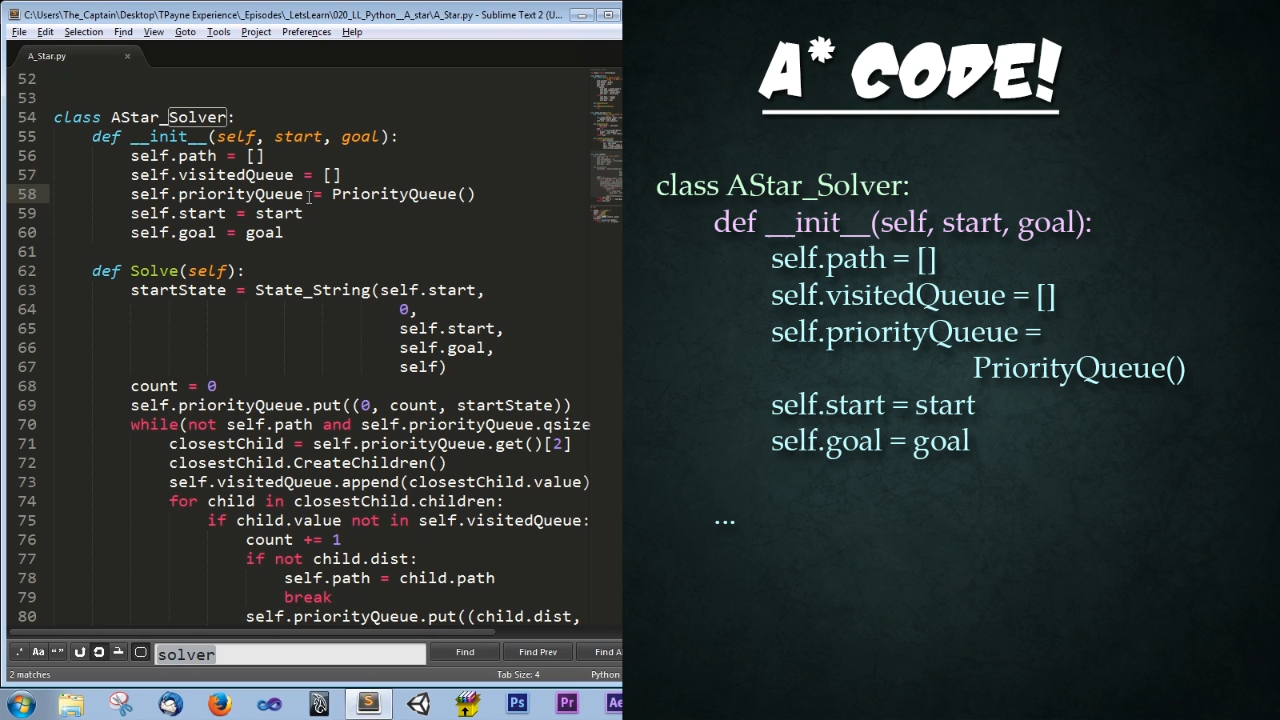 C:\Users\The_Captain\Desktop\TPayne Experience\_Episodes\_LetsLearn\020_LL_Python__A_star\A_Star.py - Sublime Text 2 (U...
File Edit Selection Find View Goto Tools Project Preferences Help
A_Star.py ×
52
53
54 class AStar_Solver:
55 def __init__(self, start, goal):
56 self.path = []
57 self.visitedQueue = []
58 self.priorityQueue = PriorityQueue()
59 self.start = start
60 self.goal = goal
61
62 def Solve(self):
63 startState = State_String(self.start,
64 0,
65 self.start,
66 self.goal,
67 self)
68 count = 0
69 self.priorityQueue.put((0, count, startState))
70 while(not self.path and self.priorityQueue.qsize
71 closestChild = self.priorityQueue.get()[2]
72 closestChild.CreateChildren()
73 self.visitedQueue.append(closestChild.value)
74 for child in closestChild.children:
75 if child.value not in self.visitedQueue:
76 count += 1
77 if not child.dist:
78 self.path = child.path
79 break
80 self.priorityQueue.put((child.dist,
.* Aa “” solver Find Find Prev Find A
2 matches Tab Size: 4 Python
S Ps Pr Ae
A* CODE!
class AStar_Solver:
def __init__(self, start, goal):
self.path = []
self.visitedQueue = []
self.priorityQueue =
PriorityQueue()
self.start = start
self.goal = goal
...